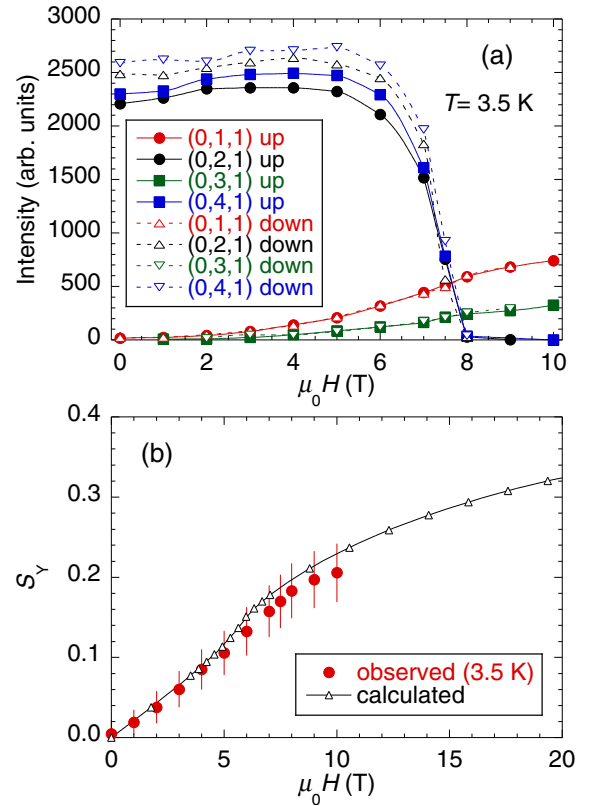 3000
2500
2000
1500
1000
500
0
Intensity (arb. units)
(a)
T= 3.5 K
(0,1,1) up
(0,2,1) up
(0,3,1) up
(0,4,1) up
(0,1,1) down
(0,2,1) down
(0,3,1) down
(0,4,1) down
0 2 4 6 8 10
μ₀H (T)
0.4
0.3
0.2
0.1
0.0
S_Y
(b)
observed (3.5 K)
calculated
0 5 10 15 20
μ₀H (T)